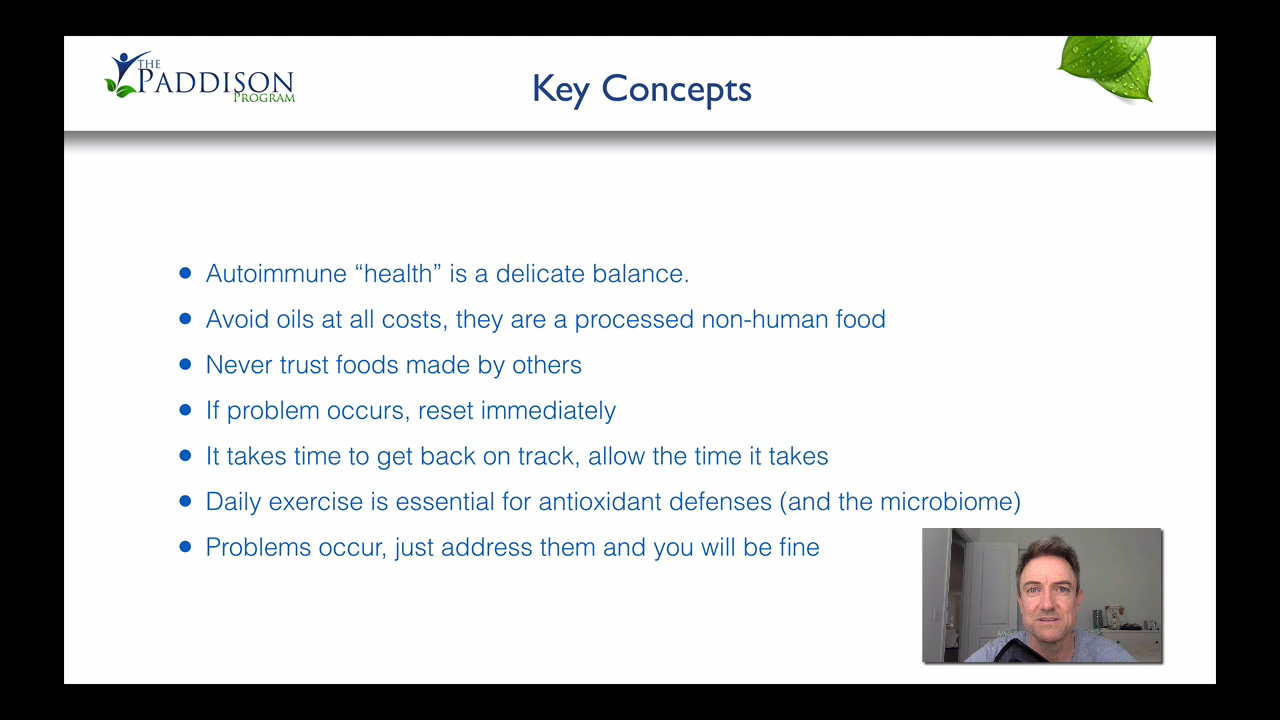 THE
PADDISON
PROGRAM
Key Concepts
• Autoimmune “health” is a delicate balance.
• Avoid oils at all costs, they are a processed non-human food
• Never trust foods made by others
• If problem occurs, reset immediately
• It takes time to get back on track, allow the time it takes
• Daily exercise is essential for antioxidant defenses (and the microbiome)
• Problems occur, just address them and you will be fine